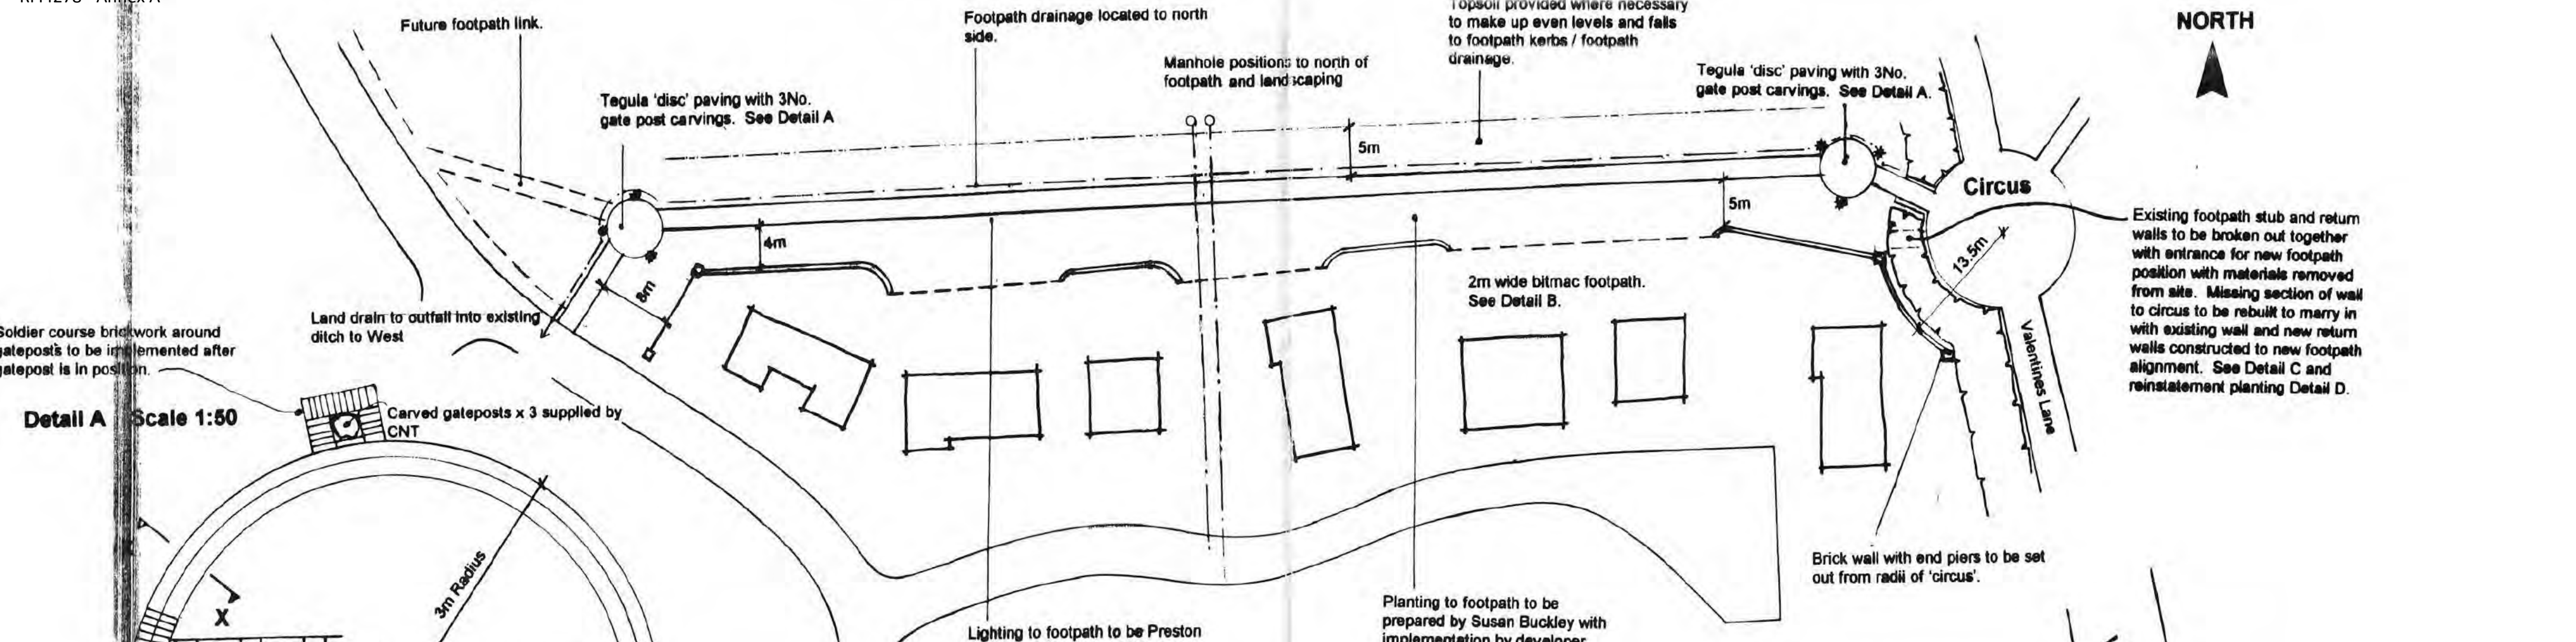 Future footpath link.
Footpath drainage located to north
side.
Topsoil provided where necessary
to make up even levels and falls
to footpath kerbs / footpath
drainage.
Manhole positions to north of
footpath and landscaping
Tegula 'disc' paving with 3No.
gate post carvings. See Detail A
Tegula 'disc' paving with 3No.
gate post carvings. See Detail A.
NORTH
5m
5m
4m
8m
Circus
13.5m
Valentines Lane
Existing footpath stub and return
walls to be broken out together
with entrance for new footpath
position with materials removed
from site. Missing section of wall
to circus to be rebuilt to marry in
with existing wall and new return
walls constructed to new footpath
alignment. See Detail C and
reinstatement planting Detail D.
2m wide bitmac footpath.
See Detail B.
Land drain to outfall into existing
ditch to West
Soldier course brickwork around
gateposts to be implemented after
gatepost is in position.
Detail A Scale 1:50
Carved gateposts x 3 supplied by
CNT
3m Radius
X
Brick wall with end piers to be set
out from radii of 'circus'.
Lighting to footpath to be Preston
Planting to footpath to be
prepared by Susan Buckley with
implementation by developer